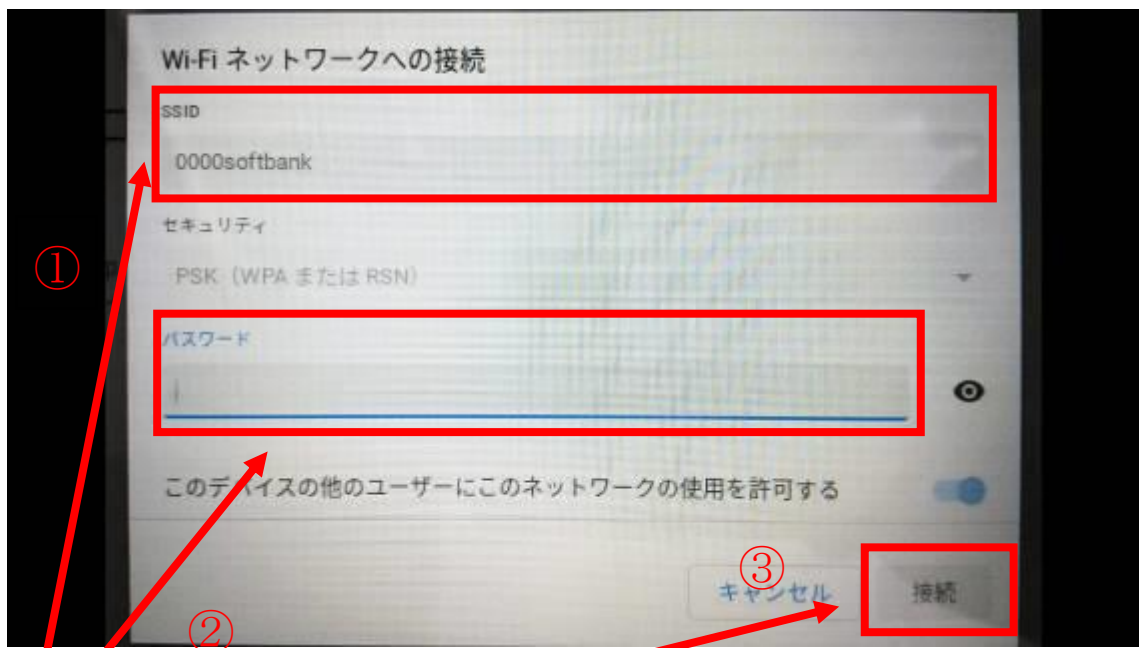 Wi-Fi ネットワークへの接続
SSID
0000softbank
①
セキュリティ
PSK（WPA または RSN）
パスワード
このデバイスの他のユーザーにこのネットワークの使用を許可する
③
キャンセル
接続
②